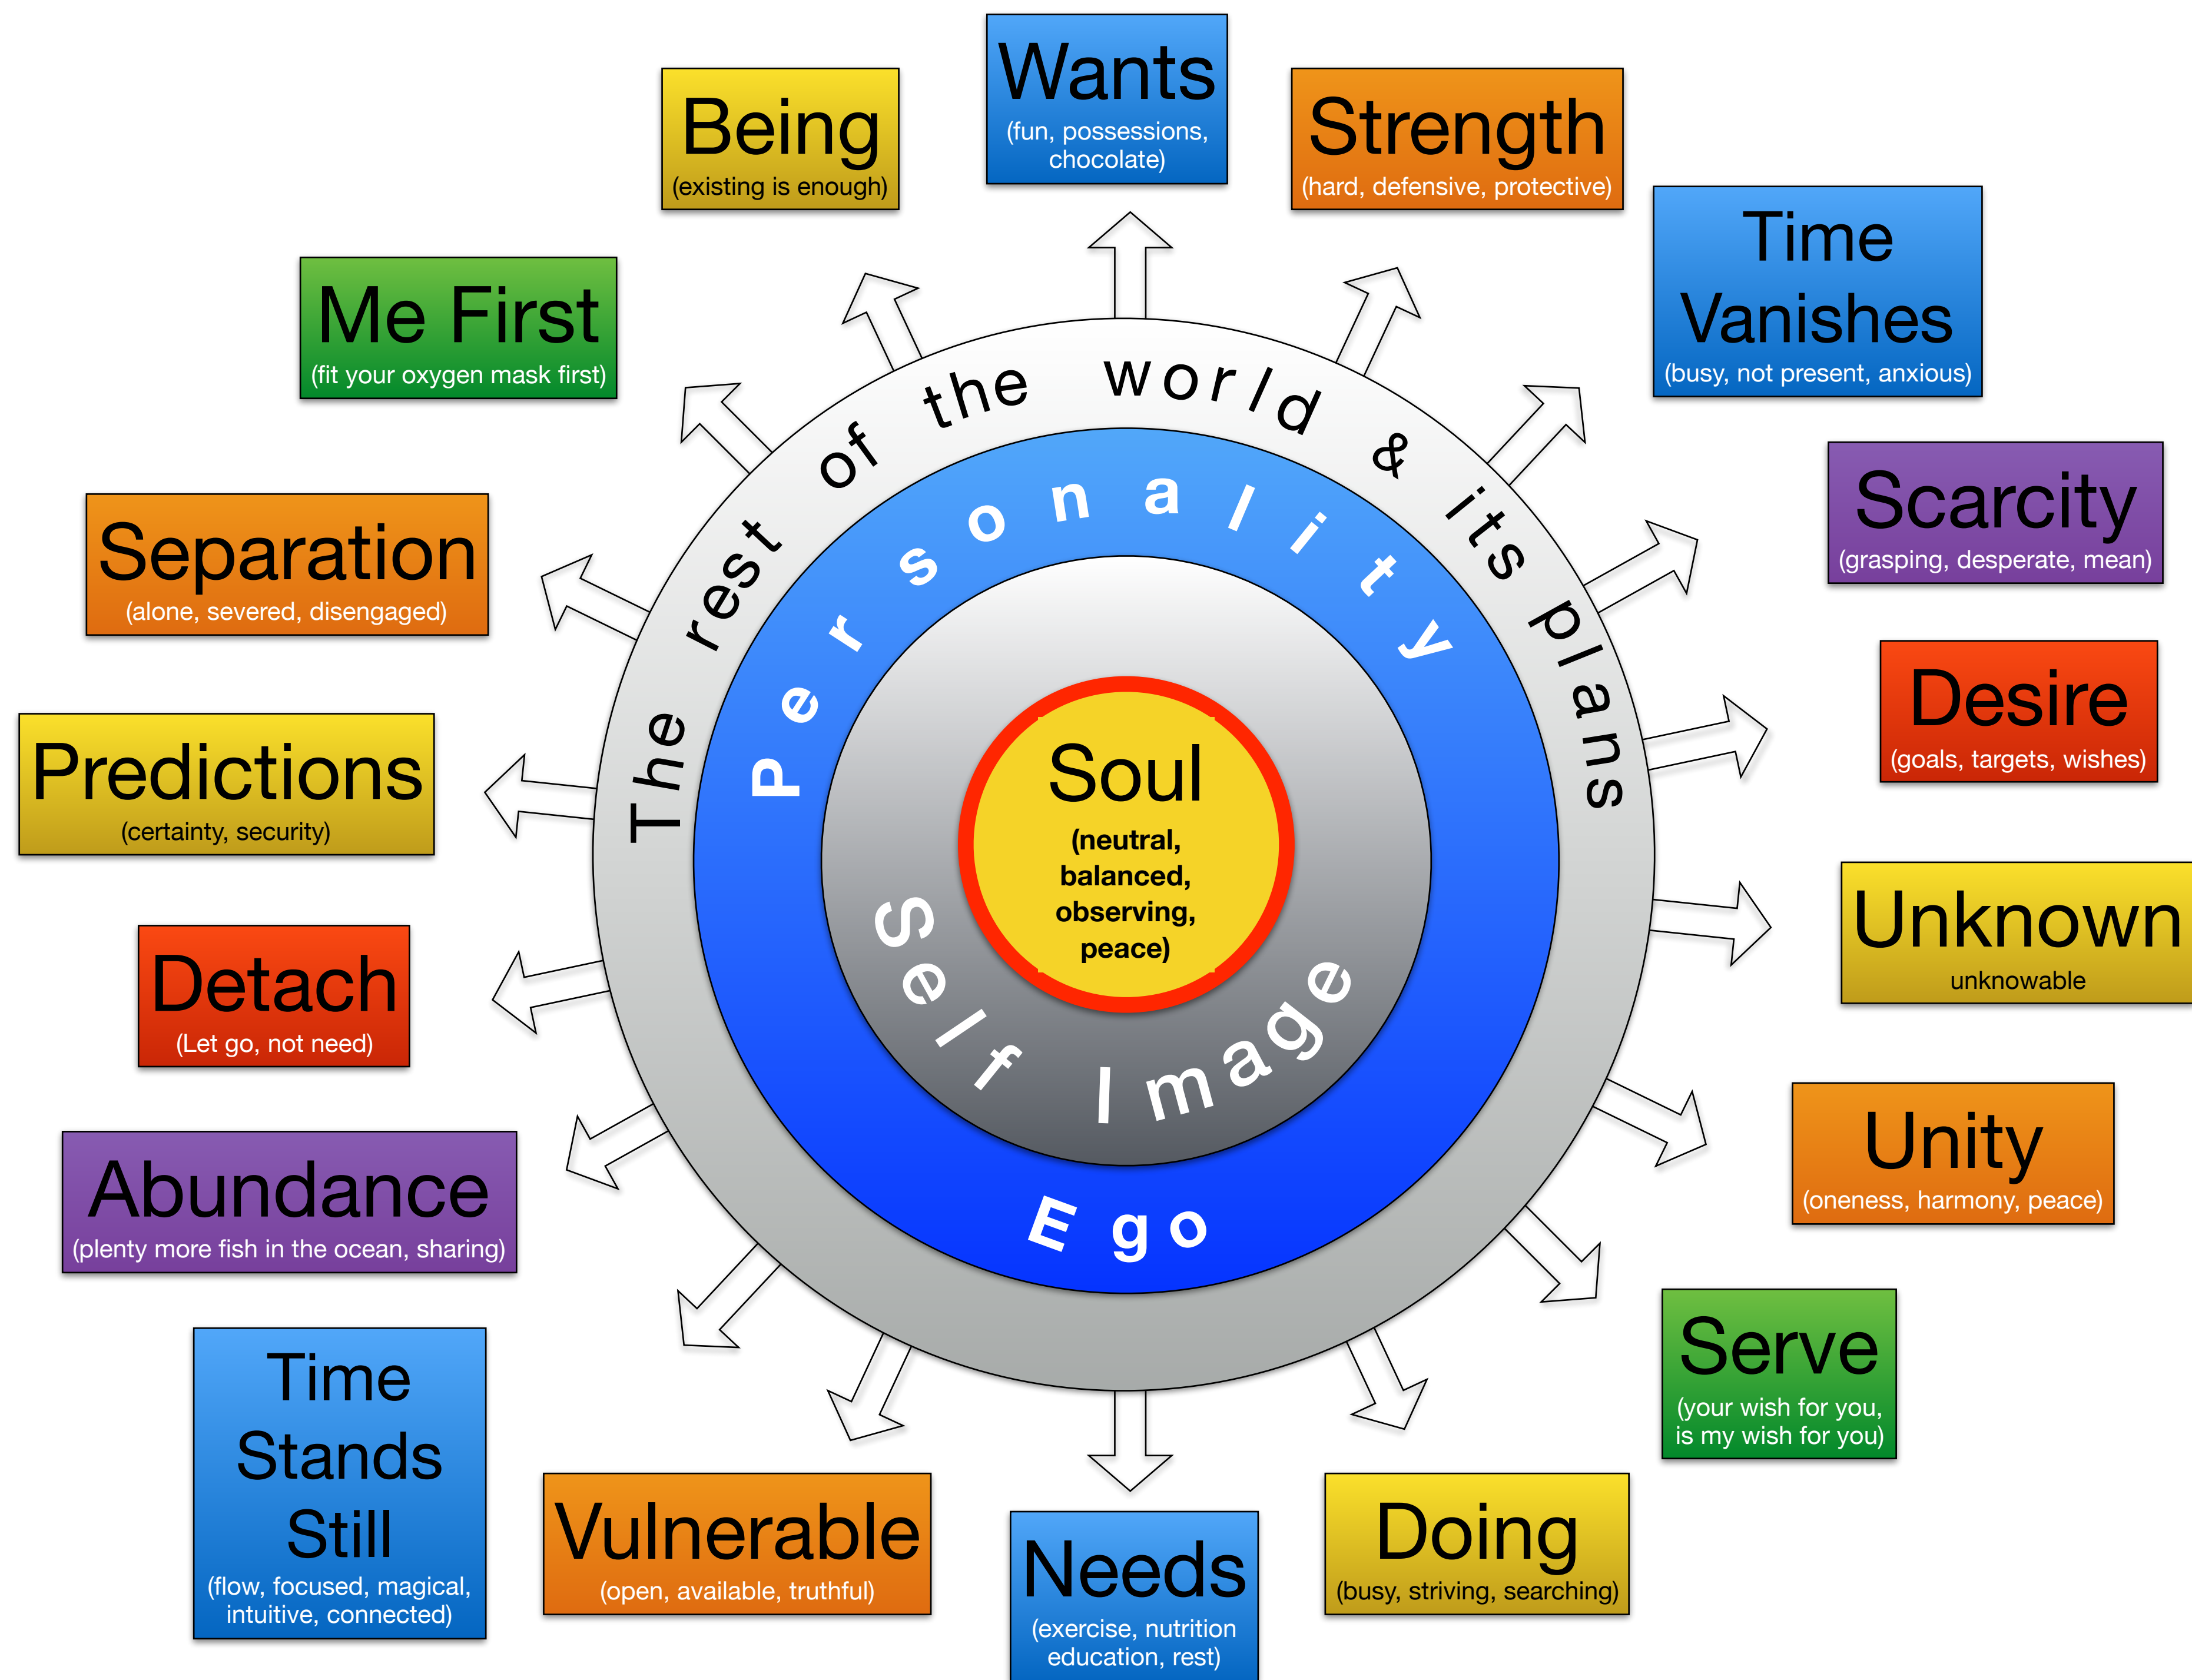 Wants
(fun, possessions,
chocolate)
Being
(existing is enough)
Strength
(hard, defensive, protective)
Time
Vanishes
(busy, not present, anxious)
Me First
(fit your oxygen mask first)
Scarcity
(grasping, desperate, mean)
Separation
(alone, severed, disengaged)
Desire
(goals, targets, wishes)
Predictions
(certainty, security)
Unknown
unknowable
Detach
(Let go, not need)
Unity
(oneness, harmony, peace)
Abundance
(plenty more fish in the ocean, sharing)
Serve
(your wish for you,
is my wish for you)
Time
Stands
Still
(flow, focused, magical,
intuitive, connected)
Vulnerable
(open, available, truthful)
Needs
(exercise, nutrition
education, rest)
Doing
(busy, striving, searching)
The rest of the world & its plans
Personality
Soul
(neutral,
balanced,
observing,
peace)
Self Image
Ego